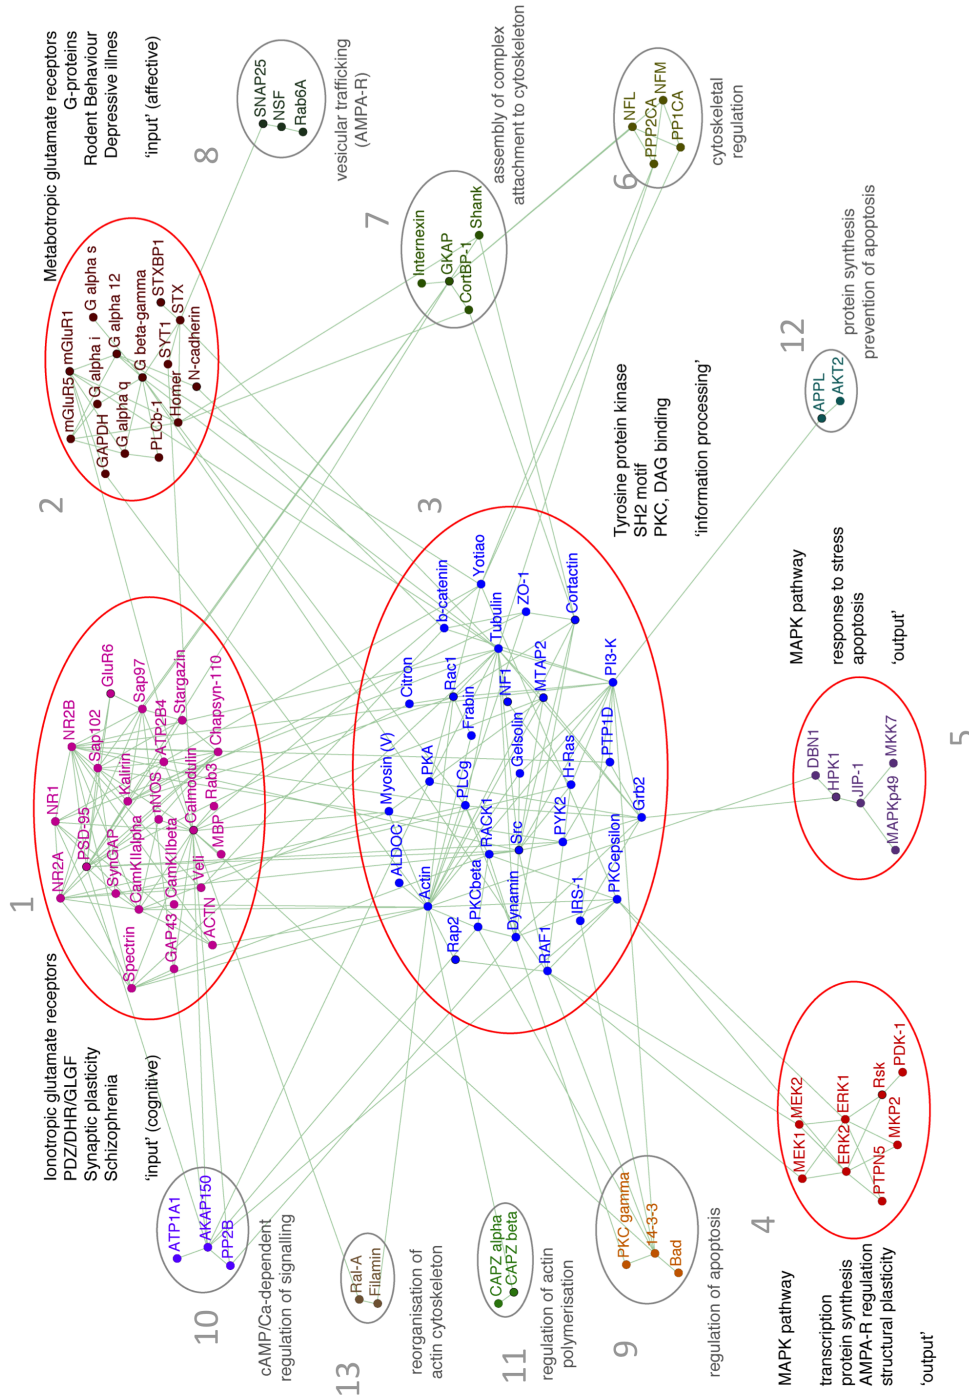 10
ATP1A1
AKAP150
PP2B
cAMP/Ca-dependent
regulation of signalling
13
Ral-A
Filamin
reorganisation of
actin cytoskeleton
11
CAPZ alpha
CAPZ beta
regulation of actin
polymerisation
9
PKC gamma
14-3-3
Bad
regulation of apoptosis
4
MEK1
MEK2
ERK2
ERK1
PTPN5
Rsk
MKP2
PDK-1
MAPK pathway
transcription
protein synthesis
AMPA-R regulation
structural plasticity
'output'
1
Ionotropic glutamate receptors
PDZ/DHR/GLGF
Synaptic plasticity
Schizophrenia
'input' (cognitive)
NR2A
NR1
NR2B
PSD-95
Sap102
GluR6
SynGAP
Kalirin
Sap97
Spectrin
CamKIIalpha
nNOS
ATP2B4
GAP43
CamKIIbeta
Calmodulin
Stargazin
Veli
ACTN
MBP
Rab3
Chapsyn-110
3
ALDOC
Myosin (V)
Citron
Actin
PKA
Rac1
b-catenin
Rap2
PLCg
Frabin
Yotiao
PKCbeta
RACK1
NF1
Tubulin
Dynamin
Src
Gelsolin
MTAP2
ZO-1
RAF1
PYK2
H-Ras
Cortactin
IRS-1
PTP1D
PKCepsilon
Grb2
PI3-K
Tyrosine protein kinase
SH2 motif
PKC, DAG binding
'information processing'
5
DBN1
HPK1
JIP-1
MAPKp49
MKK7
MAPK pathway
response to stress
apoptosis
'output'
2
Metabotropic glutamate receptors
G-proteins
Rodent Behaviour
Depressive illnes
'input' (affective)
mGluR5
mGluR1
G alpha i
G alpha s
GAPDH
G alpha 12
G alpha q
G beta-gamma
PLCb-1
SYT1
STXBP1
Homer
STX
N-cadherin
8
SNAP25
NSF
Rab6A
vesicular trafficking
(AMPA-R)
7
Internexin
GKAP
CortBP-1
Shank
assembly of complex
attachment to cytoskeleton
6
NFL
PPP2CA
NFM
PP1CA
cytoskeletal
regulation
12
APPL
AKT2
protein synthesis
prevention of apoptosis